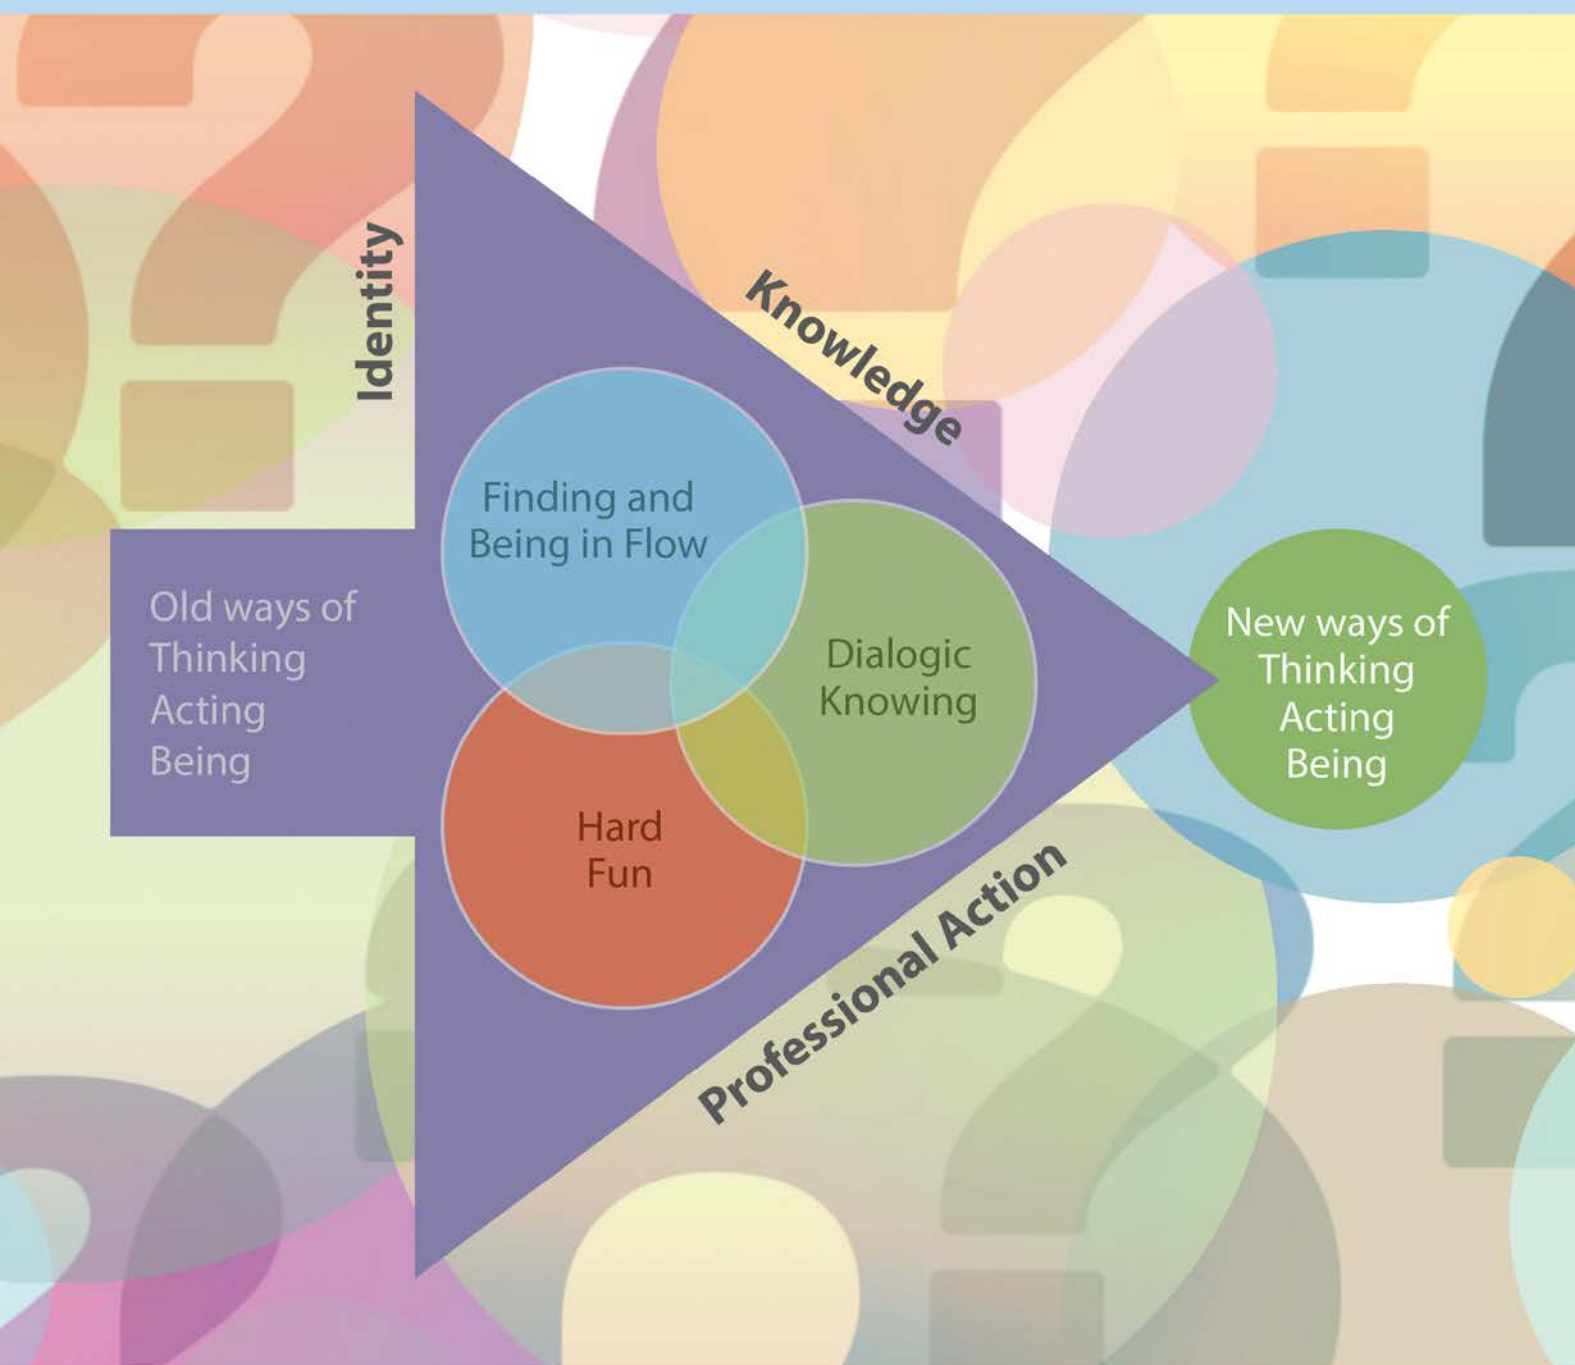 Identity
Knowledge
Finding and
Being in Flow
Old ways of
Thinking
Acting
Being
Dialogic
Knowing
New ways of
Thinking
Acting
Being
Hard
Fun
Professional Action